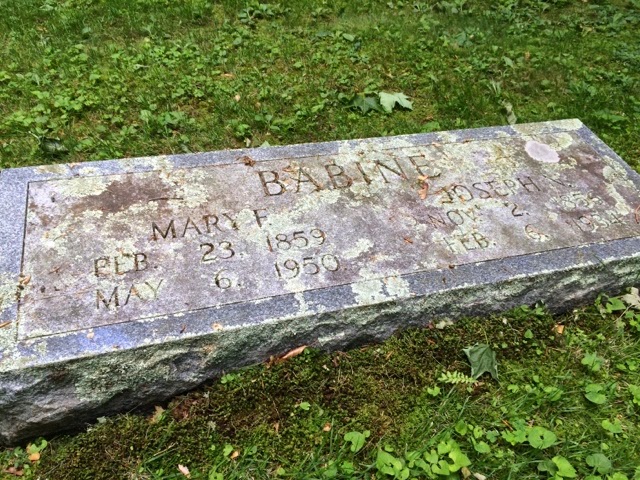 BABINE
MARY F.
FEB. 23, 1859
MAY 6, 1950
JOSEPH
NOV. 2,
FEB. 6,